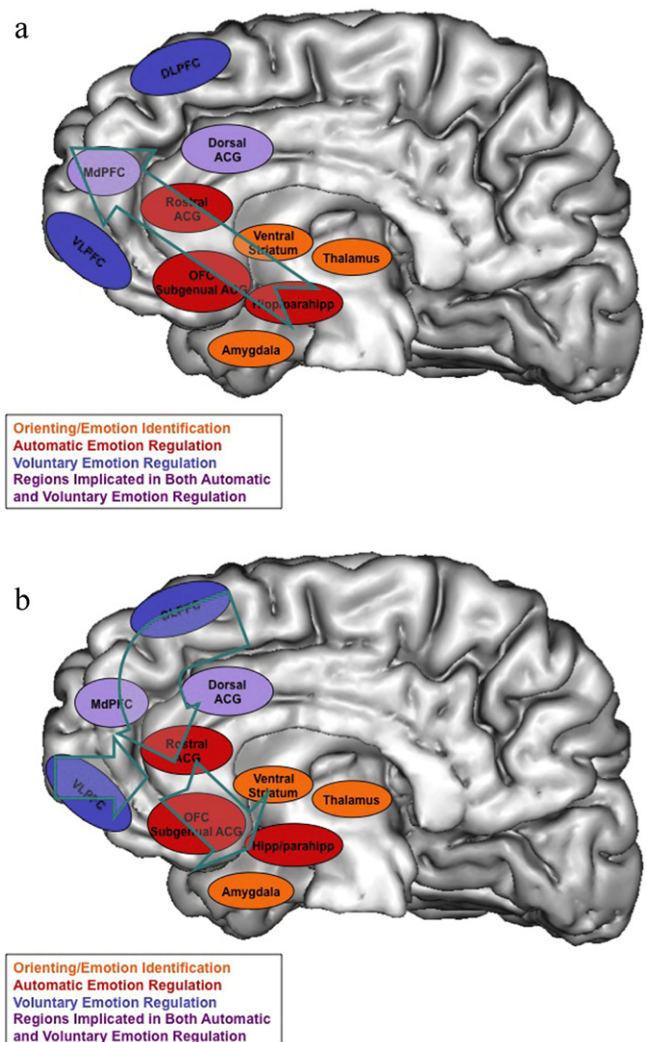 a
DLPFC
Dorsal
ACG
MdPFC
Rostral
ACG
VLPFC
Ventral
Striatum
Thalamus
OFC
Subgenual ACG
Hipp/parahipp
Amygdala
Orienting/Emotion Identification
Automatic Emotion Regulation
Voluntary Emotion Regulation
Regions Implicated in Both Automatic
and Voluntary Emotion Regulation
b
DLPFC
Dorsal
ACG
MdPFC
Rostral
ACG
VLPFC
Ventral
Striatum
Thalamus
OFC
Subgenual ACG
Hipp/parahipp
Amygdala
Orienting/Emotion Identification
Automatic Emotion Regulation
Voluntary Emotion Regulation
Regions Implicated in Both Automatic
and Voluntary Emotion Regulation